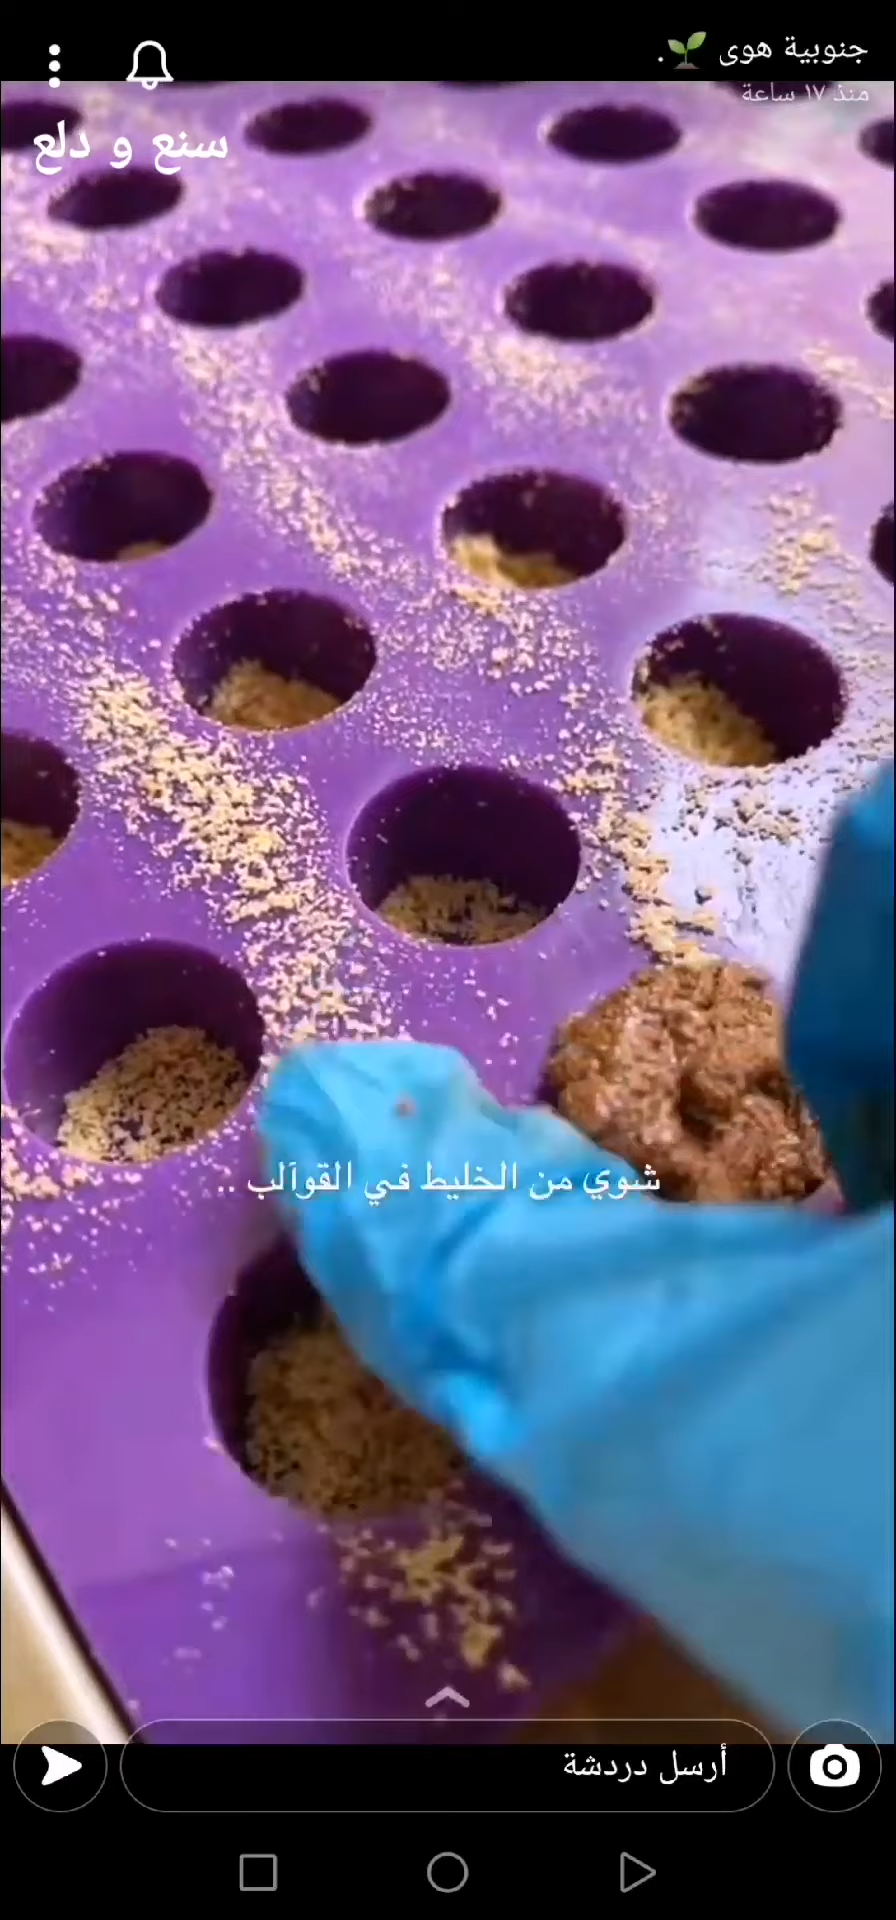 جنوبية هوى 🌱.
منذ ١٧ ساعة
سنع و دلع
شوي من الخليط في القوآلب ..
أرسل دردشة